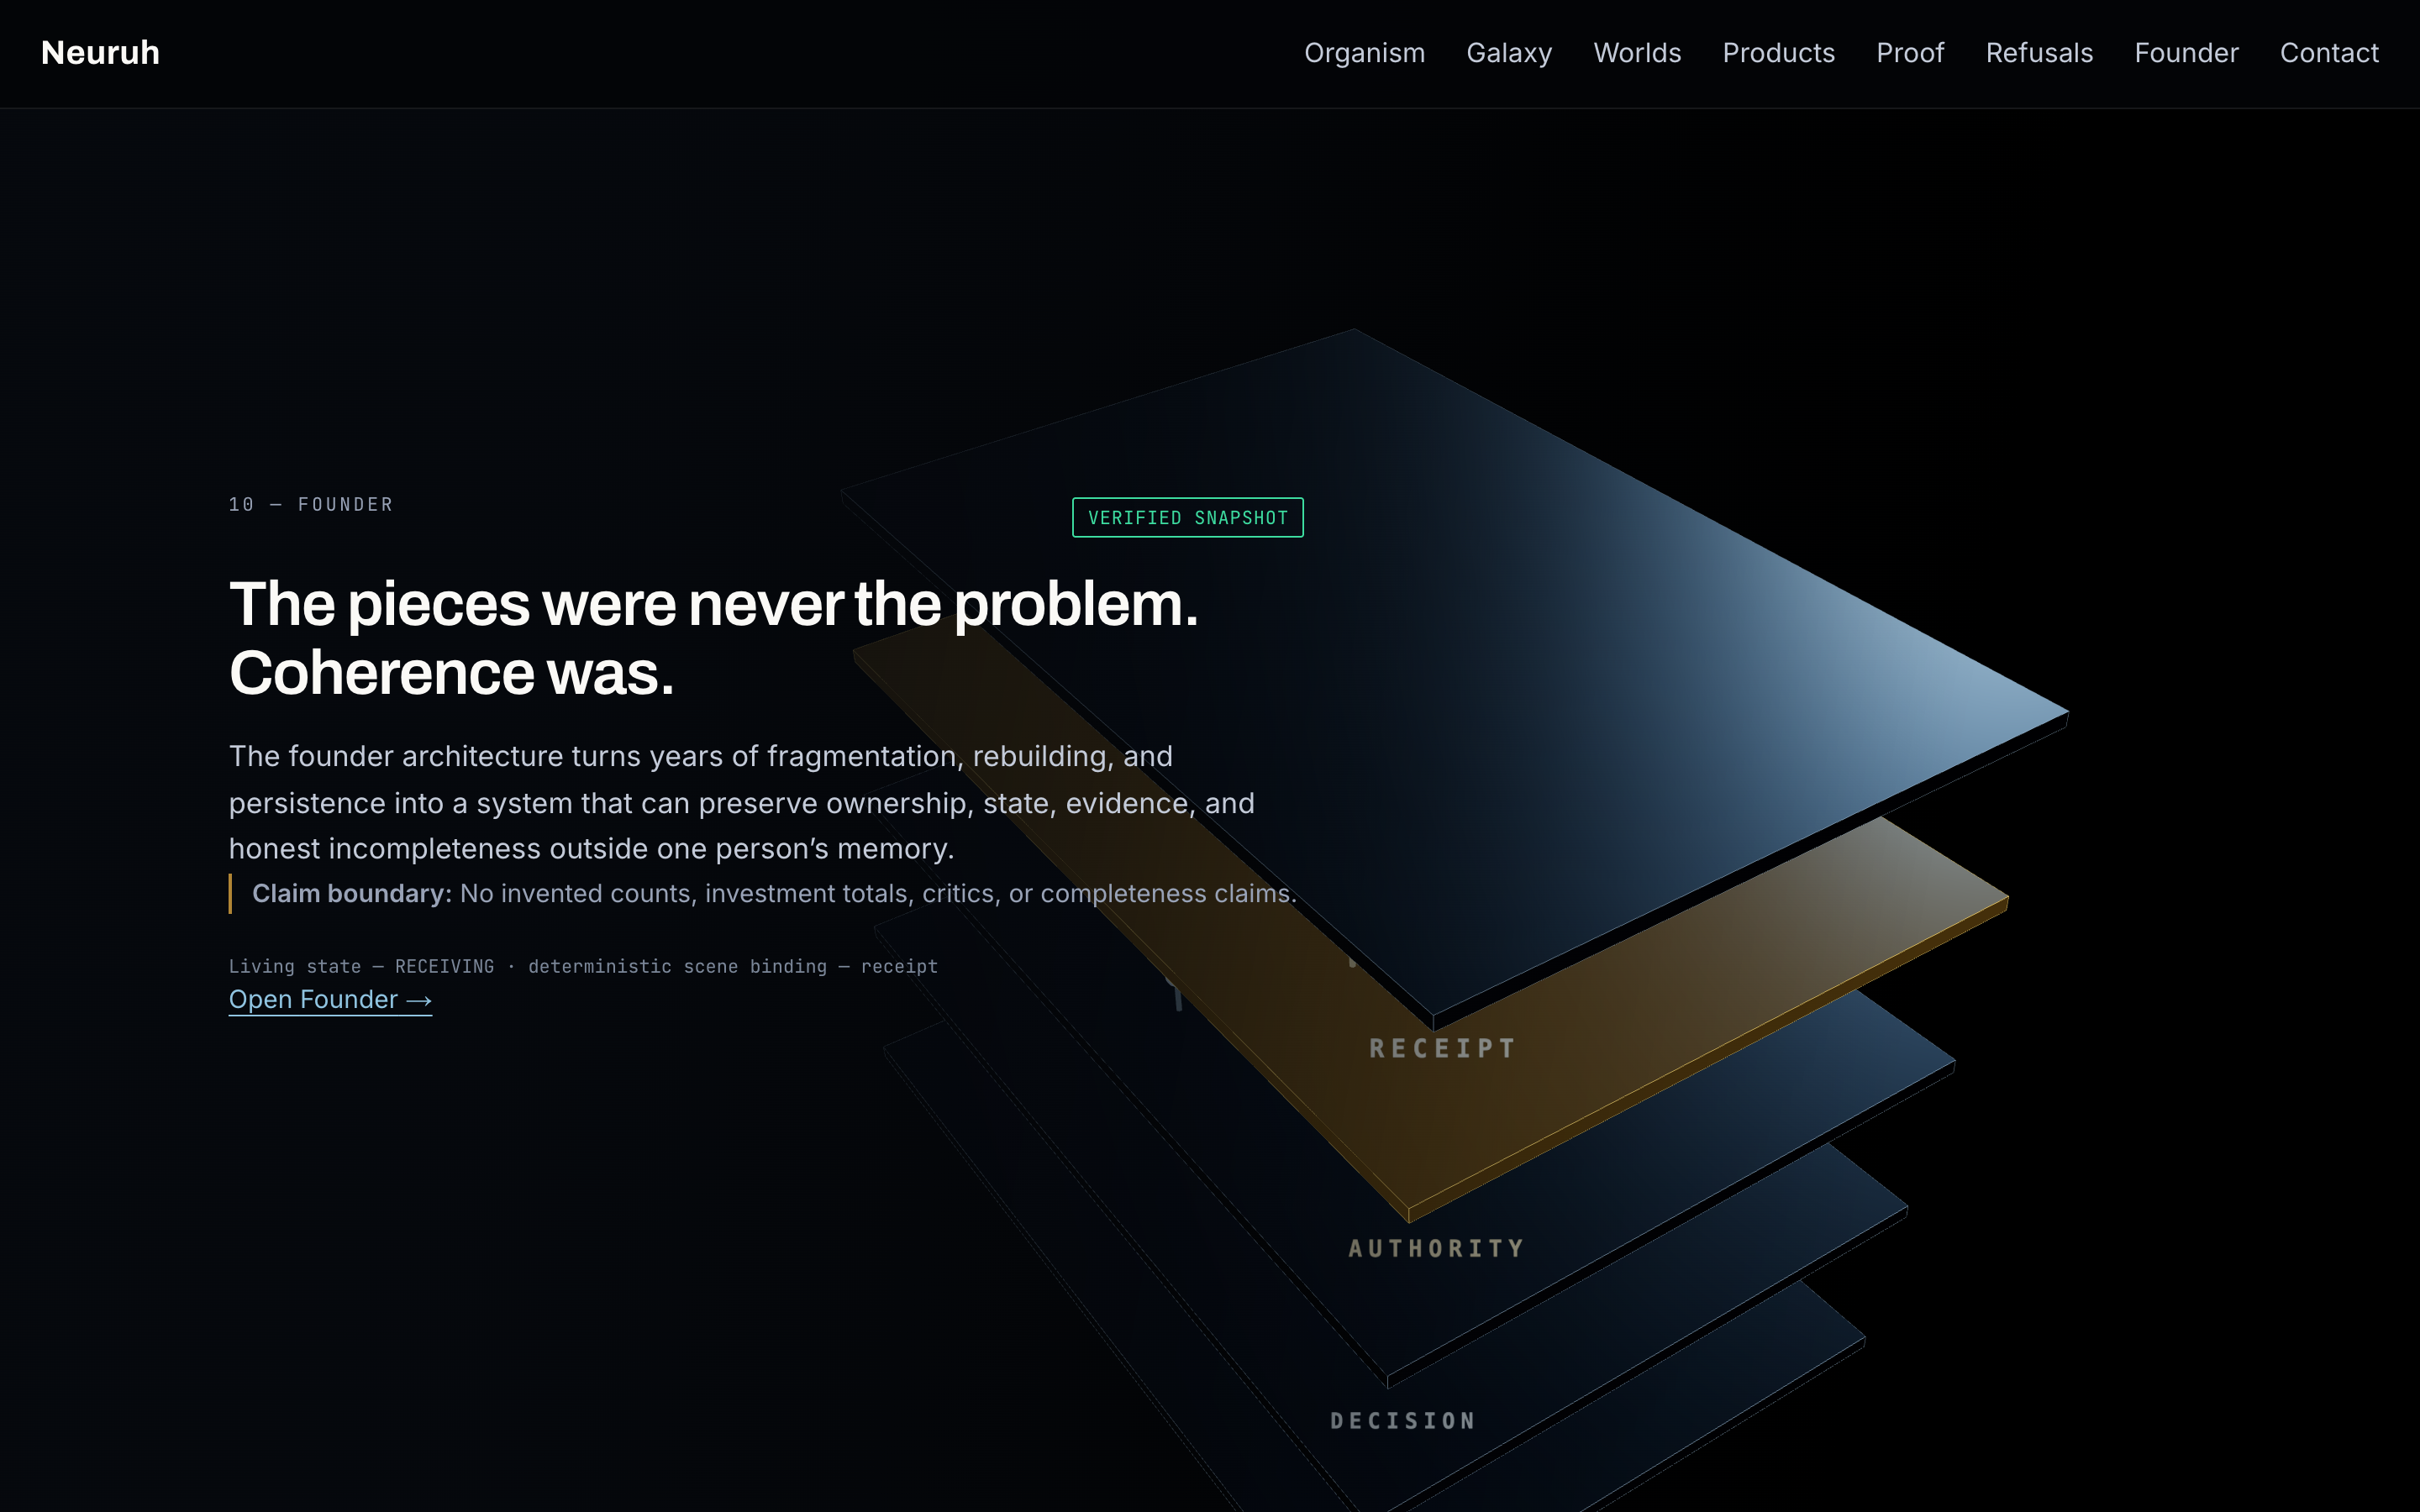 Neuruh
Organism Galaxy Worlds Products Proof Refusals Founder Contact
10 — FOUNDER
VERIFIED SNAPSHOT
The pieces were never the problem.
Coherence was.
The founder architecture turns years of fragmentation, rebuilding, and
persistence into a system that can preserve ownership, state, evidence, and
honest incompleteness outside one person’s memory.
Claim boundary: No invented counts, investment totals, critics, or completeness claims.
Living state — RECEIVING · deterministic scene binding — receipt
Open Founder →
RECEIPT
AUTHORITY
DECISION